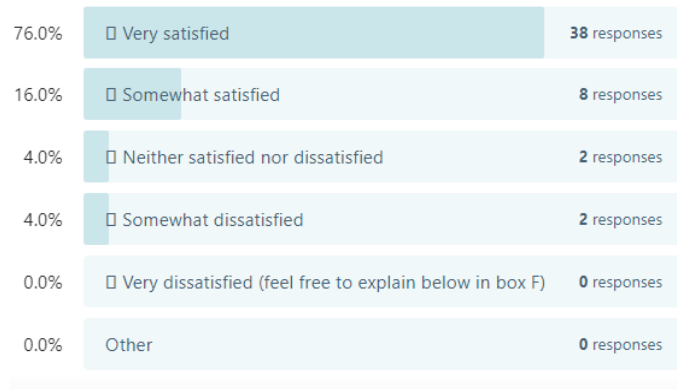 76.0% ▯ Very satisfied 38 responses
16.0% ▯ Somewhat satisfied 8 responses
4.0% ▯ Neither satisfied nor dissatisfied 2 responses
4.0% ▯ Somewhat dissatisfied 2 responses
0.0% ▯ Very dissatisfied (feel free to explain below in box F) 0 responses
0.0% Other 0 responses